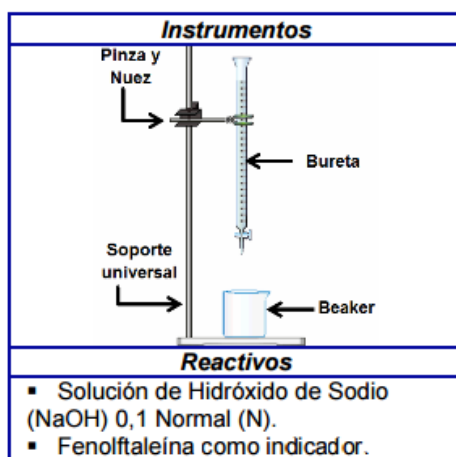 Instrumentos
Pinza y
Nuez
Bureta
Soporte
universal
Beaker
Reactivos
▪ Solución de Hidróxido de Sodio
(NaOH) 0,1 Normal (N).
▪ Fenolftaleína como indicador.